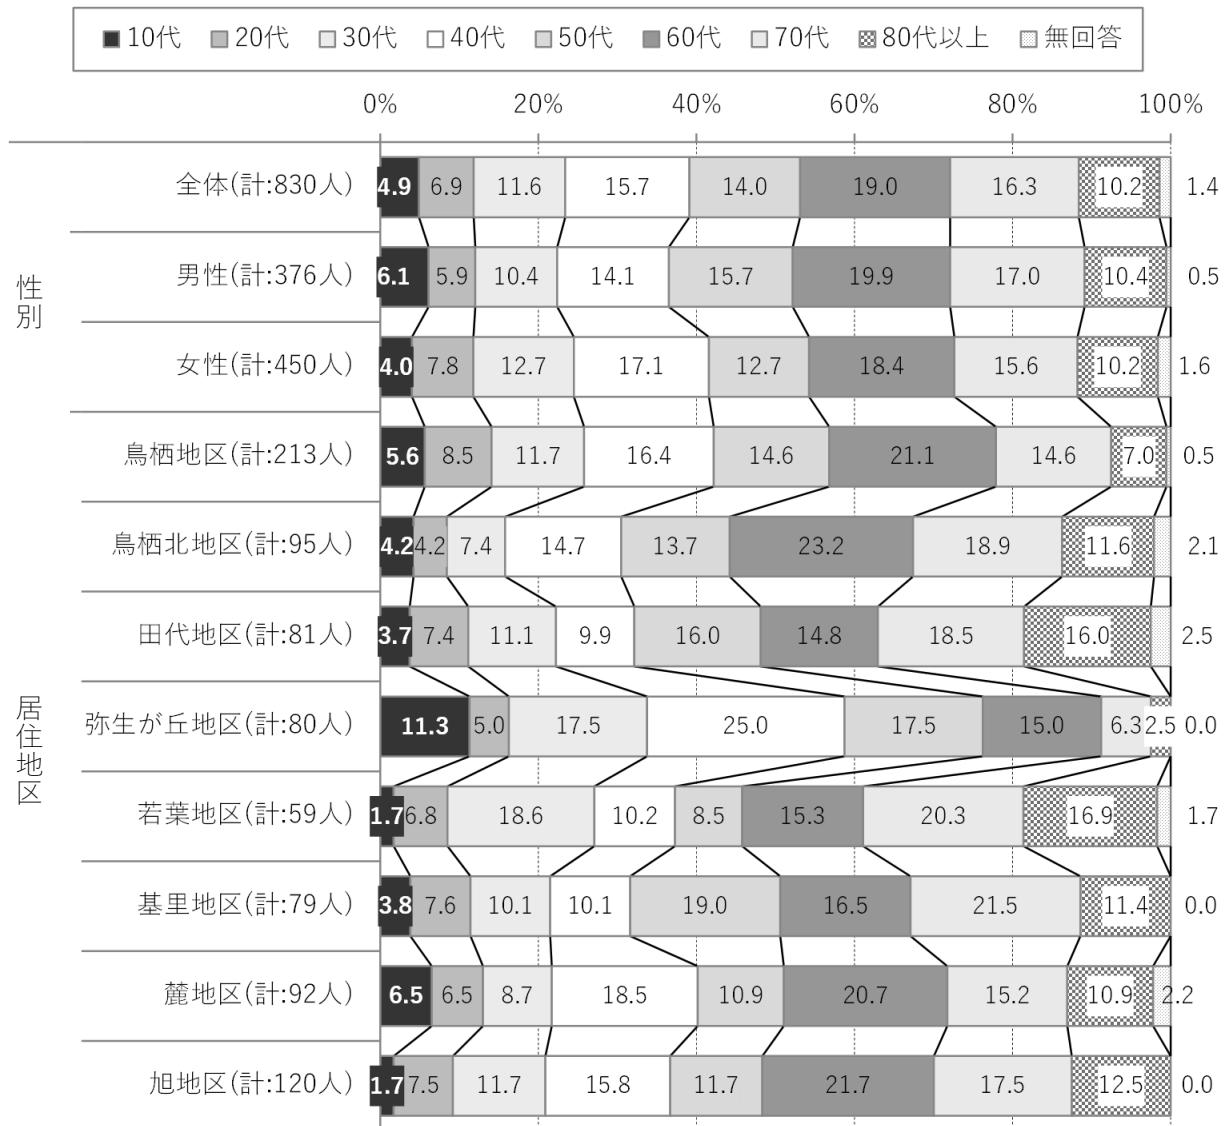 10代 20代 30代 40代 50代 60代 70代 80代以上 無回答
0% 20% 40% 60% 80% 100%
全体(計:830人) 4.9 6.9 11.6 15.7 14.0 19.0 16.3 10.2 1.4
性別
男性(計:376人) 6.1 5.9 10.4 14.1 15.7 19.9 17.0 10.4 0.5
女性(計:450人) 4.0 7.8 12.7 17.1 12.7 18.4 15.6 10.2 1.6
居住地区
鳥栖地区(計:213人) 5.6 8.5 11.7 16.4 14.6 21.1 14.6 7.0 0.5
鳥栖北地区(計:95人) 4.2 4.2 7.4 14.7 13.7 23.2 18.9 11.6 2.1
田代地区(計:81人) 3.7 7.4 11.1 9.9 16.0 14.8 18.5 16.0 2.5
弥生が丘地区(計:80人) 11.3 5.0 17.5 25.0 17.5 15.0 6.3 2.5 0.0
若葉地区(計:59人) 1.7 6.8 18.6 10.2 8.5 15.3 20.3 16.9 1.7
基里地区(計:79人) 3.8 7.6 10.1 10.1 19.0 16.5 21.5 11.4 0.0
麓地区(計:92人) 6.5 6.5 8.7 18.5 10.9 20.7 15.2 10.9 2.2
旭地区(計:120人) 1.7 7.5 11.7 15.8 11.7 21.7 17.5 12.5 0.0